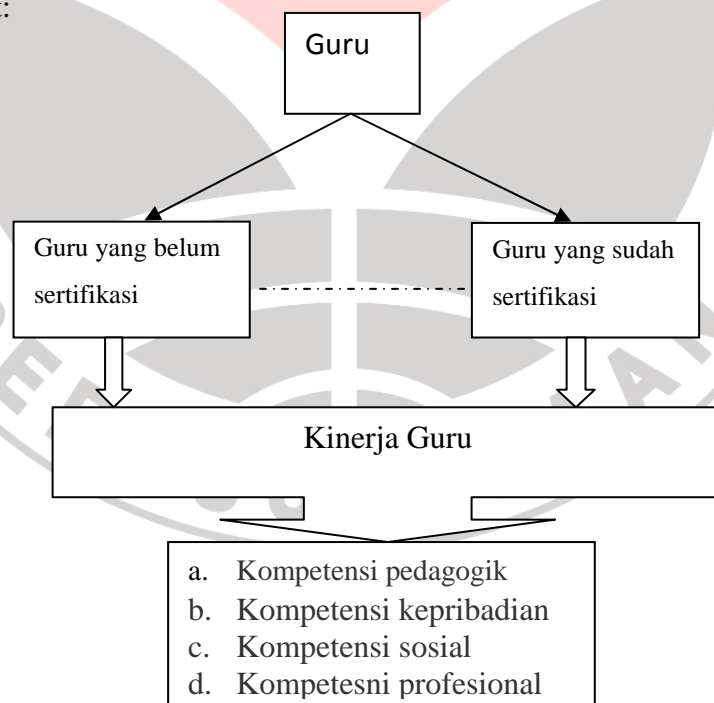 t:
Guru
Guru yang belum
sertifikasi
Guru yang sudah
sertifikasi
Kinerja Guru
a. Kompetensi pedagogik
b. Kompetensi kepribadian
c. Kompetensi sosial
d. Kompetesni profesional